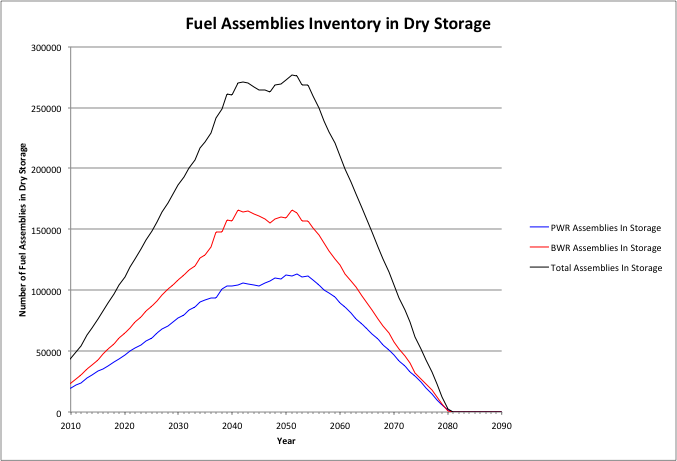 Fuel Assemblies Inventory in Dry Storage
300000
250000
200000
150000
100000
50000
0
Number of Fuel Assemblies in Dry Storage
2010 2020 2030 2040 2050 2060 2070 2080 2090
Year
PWR Assemblies In Storage
BWR Assemblies In Storage
Total Assemblies In Storage